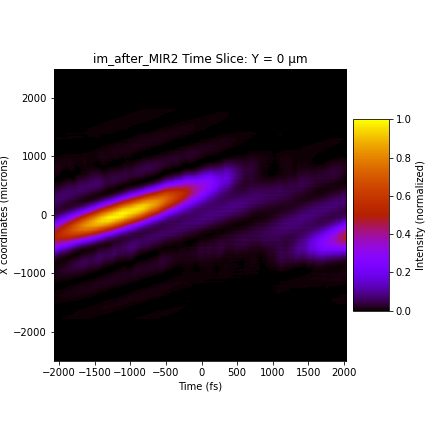 im_after_MIR2 Time Slice: Y = 0 μm
X coordinates (microns)
2000
1000
0
−1000
−2000
−2000 −1500 −1000 −500 0 500 1000 1500 2000
Time (fs)
1.0
0.8
0.6
0.4
0.2
0.0
Intensity (normalized)